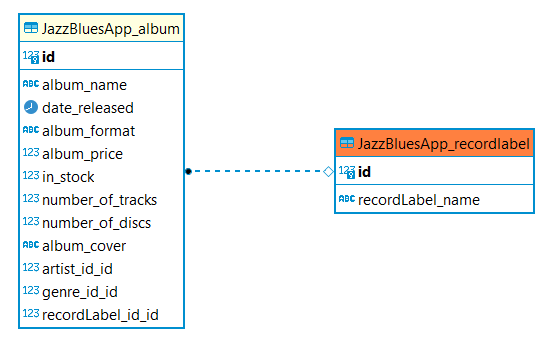 JazzBluesApp_album
123 id
ABC album_name
date_released
ABC album_format
123 album_price
123 in_stock
123 number_of_tracks
123 number_of_discs
ABC album_cover
123 artist_id_id
123 genre_id_id
123 recordLabel_id_id
JazzBluesApp_recordlabel
123 id
ABC recordLabel_name